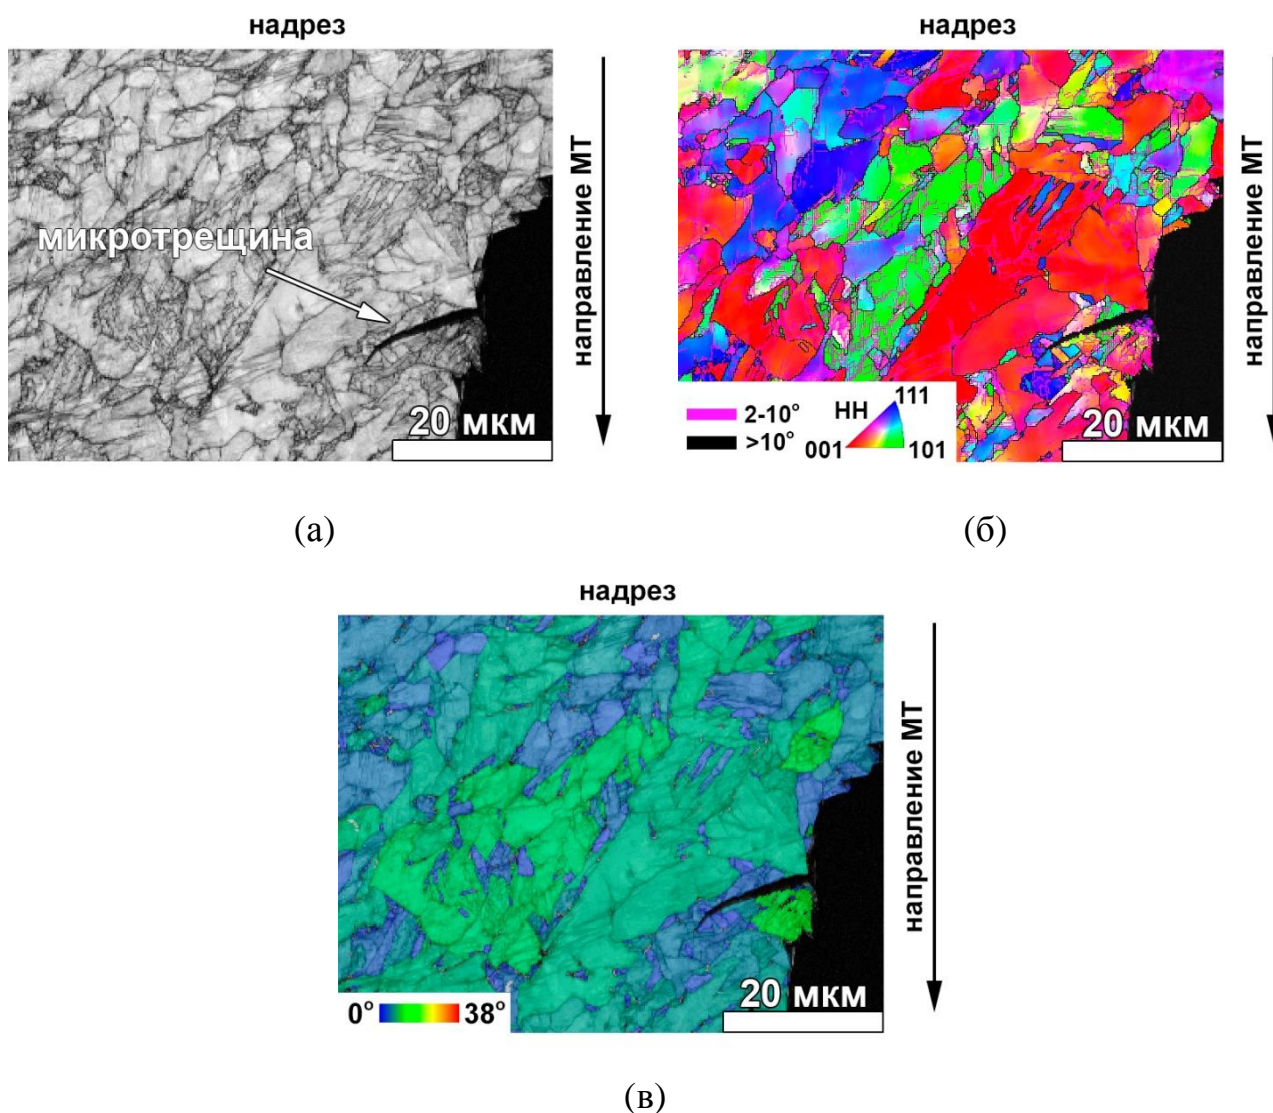 надрез
надрез
микротрещина
направление МТ
20 мкм
2-10°
>10°
НН
111
001
101
20 мкм
направление МТ
(а)
(б)
надрез
направление МТ
0°
38°
20 мкм
(в)